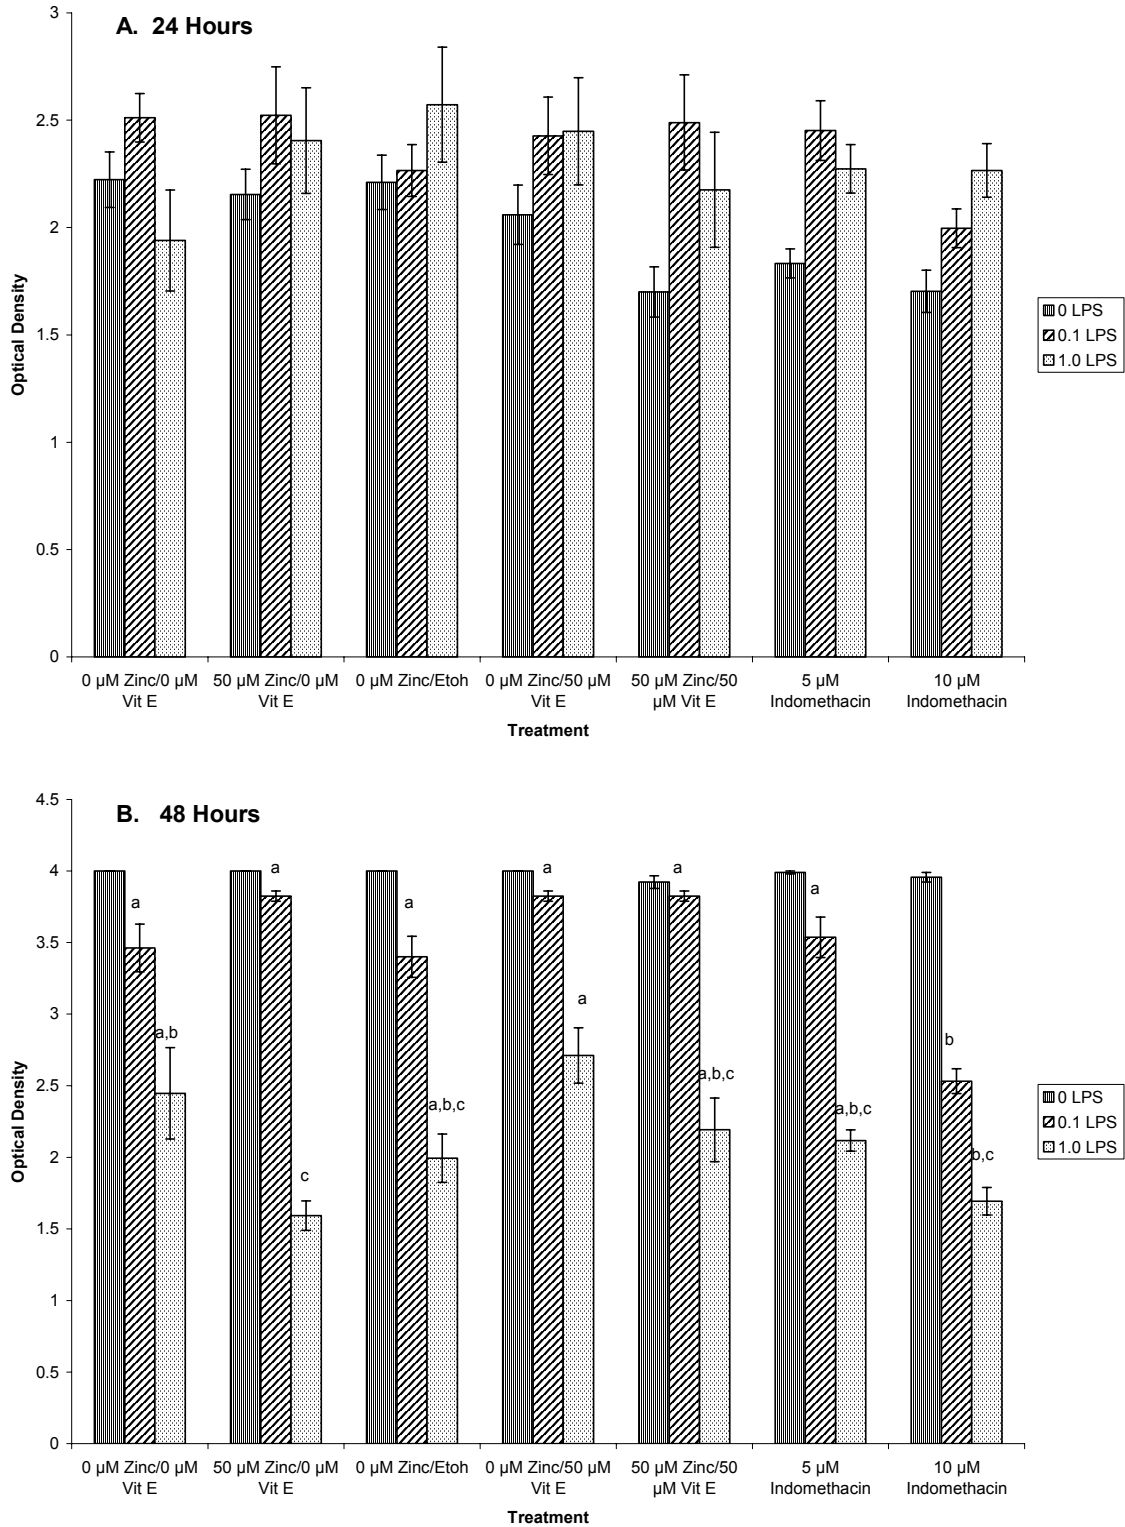 A. 24 Hours
3
2.5
2
1.5
1
0.5
0
Optical Density
0 LPS
0.1 LPS
1.0 LPS
0 µM Zinc/0 µM
Vit E
50 µM Zinc/0 µM
Vit E
0 µM Zinc/Etoh
0 µM Zinc/50 µM
Vit E
50 µM Zinc/50
µM Vit E
5 µM
Indomethacin
10 µM
Indomethacin
Treatment
B. 48 Hours
4.5
4
3.5
3
2.5
2
1.5
1
0.5
0
Optical Density
a
a,b
a
c
a
a,b,c
a
a
a
a,b,c
a
a,b,c
b
b,c
0 LPS
0.1 LPS
1.0 LPS
0 µM Zinc/0 µM
Vit E
50 µM Zinc/0 µM
Vit E
0 µM Zinc/Etoh
0 µM Zinc/50 µM
Vit E
50 µM Zinc/50
µM Vit E
5 µM
Indomethacin
10 µM
Indomethacin
Treatment